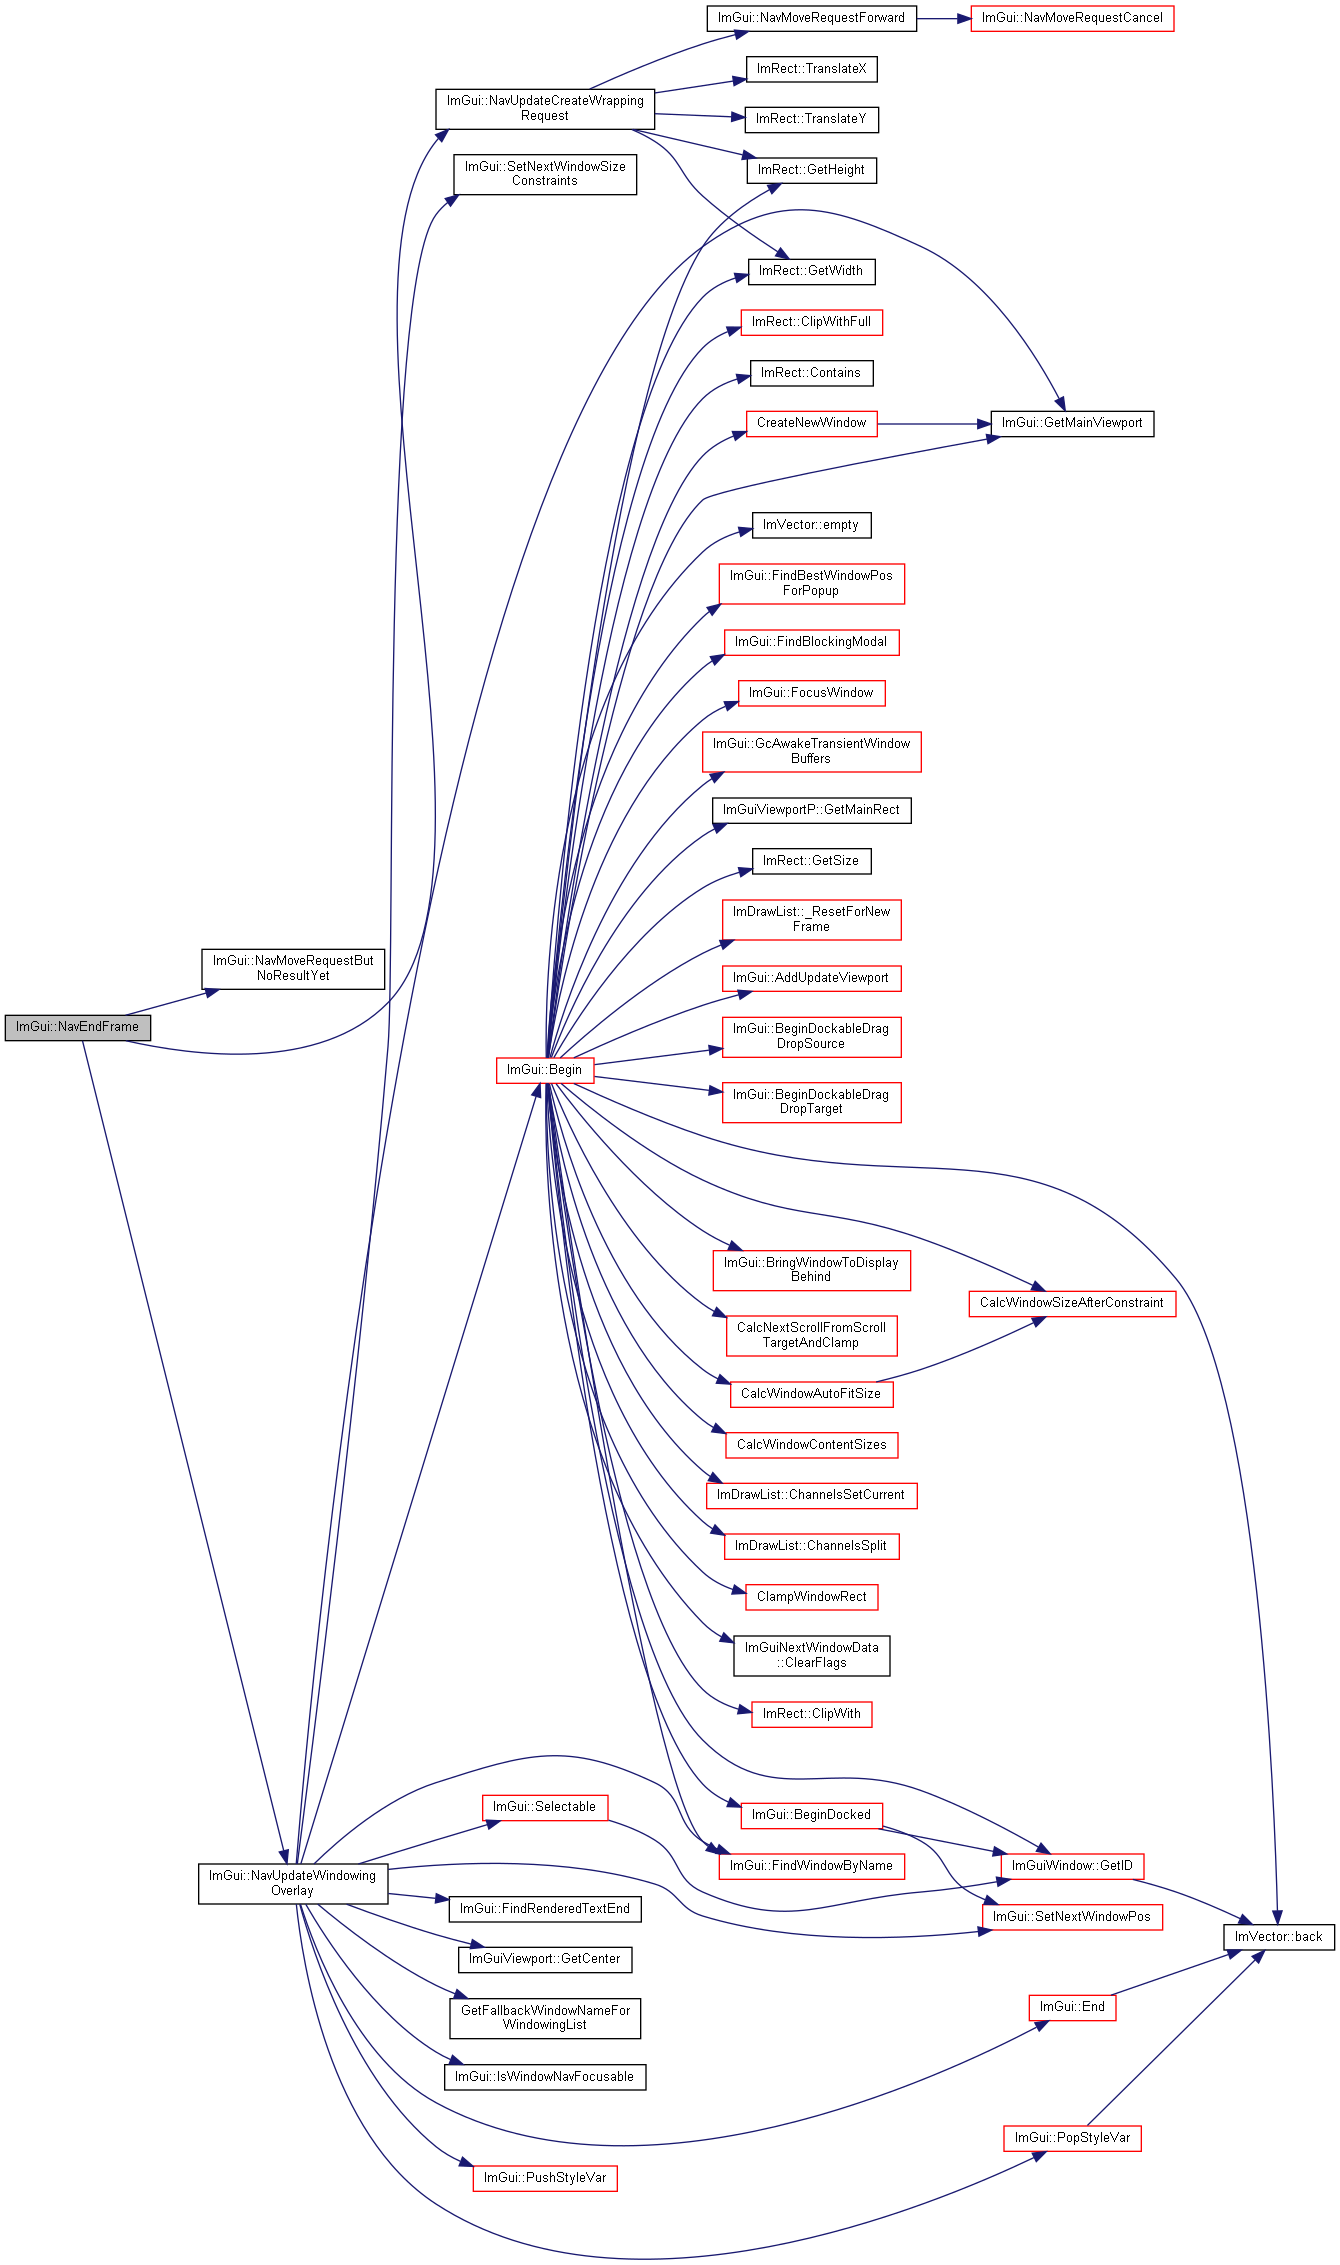 ImGui::NavMoveRequestForward
ImGui::NavMoveRequestCancel
ImRect::TranslateX
ImGui::NavUpdateCreateWrapping
Request
ImRect::TranslateY
ImGui::SetNextWindowSize
Constraints
ImRect::GetHeight
ImRect::GetWidth
ImRect::ClipWithFull
ImRect::Contains
CreateNewWindow
ImGui::GetMainViewport
ImVector::empty
ImGui::FindBestWindowPos
ForPopup
ImGui::FindBlockingModal
ImGui::FocusWindow
ImGui::GcAwakeTransientWindow
Buffers
ImGuiViewportP::GetMainRect
ImRect::GetSize
ImDrawList::_ResetForNew
Frame
ImGui::NavMoveRequestBut
NoResultYet
ImGui::AddUpdateViewport
ImGui::NavEndFrame
ImGui::BeginDockableDrag
DropSource
ImGui::Begin
ImGui::BeginDockableDrag
DropTarget
ImGui::BringWindowToDisplay
Behind
CalcWindowSizeAfterConstraint
CalcNextScrollFromScroll
TargetAndClamp
CalcWindowAutoFitSize
CalcWindowContentSizes
ImDrawList::ChannelsSetCurrent
ImDrawList::ChannelsSplit
ClampWindowRect
ImGuiNextWindowData
::ClearFlags
ImRect::ClipWith
ImGui::Selectable
ImGui::BeginDocked
ImGui::FindWindowByName
ImGuiWindow::GetID
ImGui::NavUpdateWindowing
Overlay
ImGui::FindRenderedTextEnd
ImGui::SetNextWindowPos
ImVector::back
ImGuiViewport::GetCenter
GetFallbackWindowNameFor
WindowingList
ImGui::End
ImGui::IsWindowNavFocusable
ImGui::PopStyleVar
ImGui::PushStyleVar